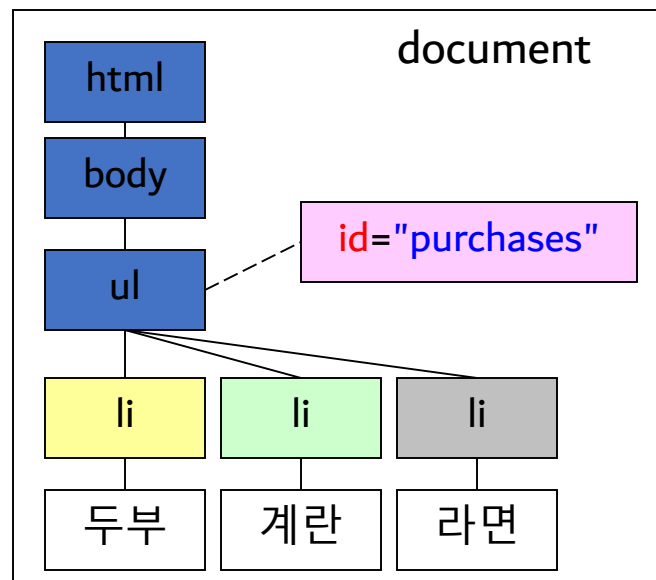 document
html
body
id="purchases"
ul
li
li
li
두부
계란
라면